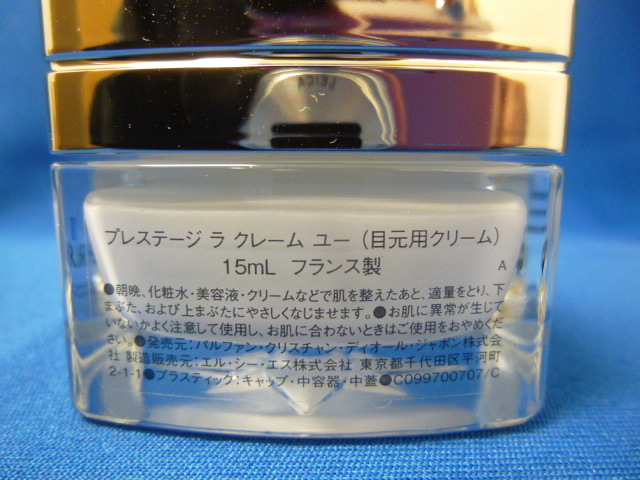 プレステージ ラ クレーム ユー（目元用クリーム）
15mL フランス製
A
●朝晩、化粧水・美容液・クリームなどで肌を整えたあと、適量をとり、下
まぶた、および上まぶたにやさしくなじませます。●お肌に異常が生じて
いないかよく注意して使用し、お肌に合わないときはご使用をおやめくだ
さい。●発売元：パルファン・クリスチャン・ディオール・ジャポン株式会
社 製造販売元：エル・シー・エス株式会社 東京都千代田区平河町
2-1-1●プラスティック：キャップ・中容器・中蓋●C099700707/C